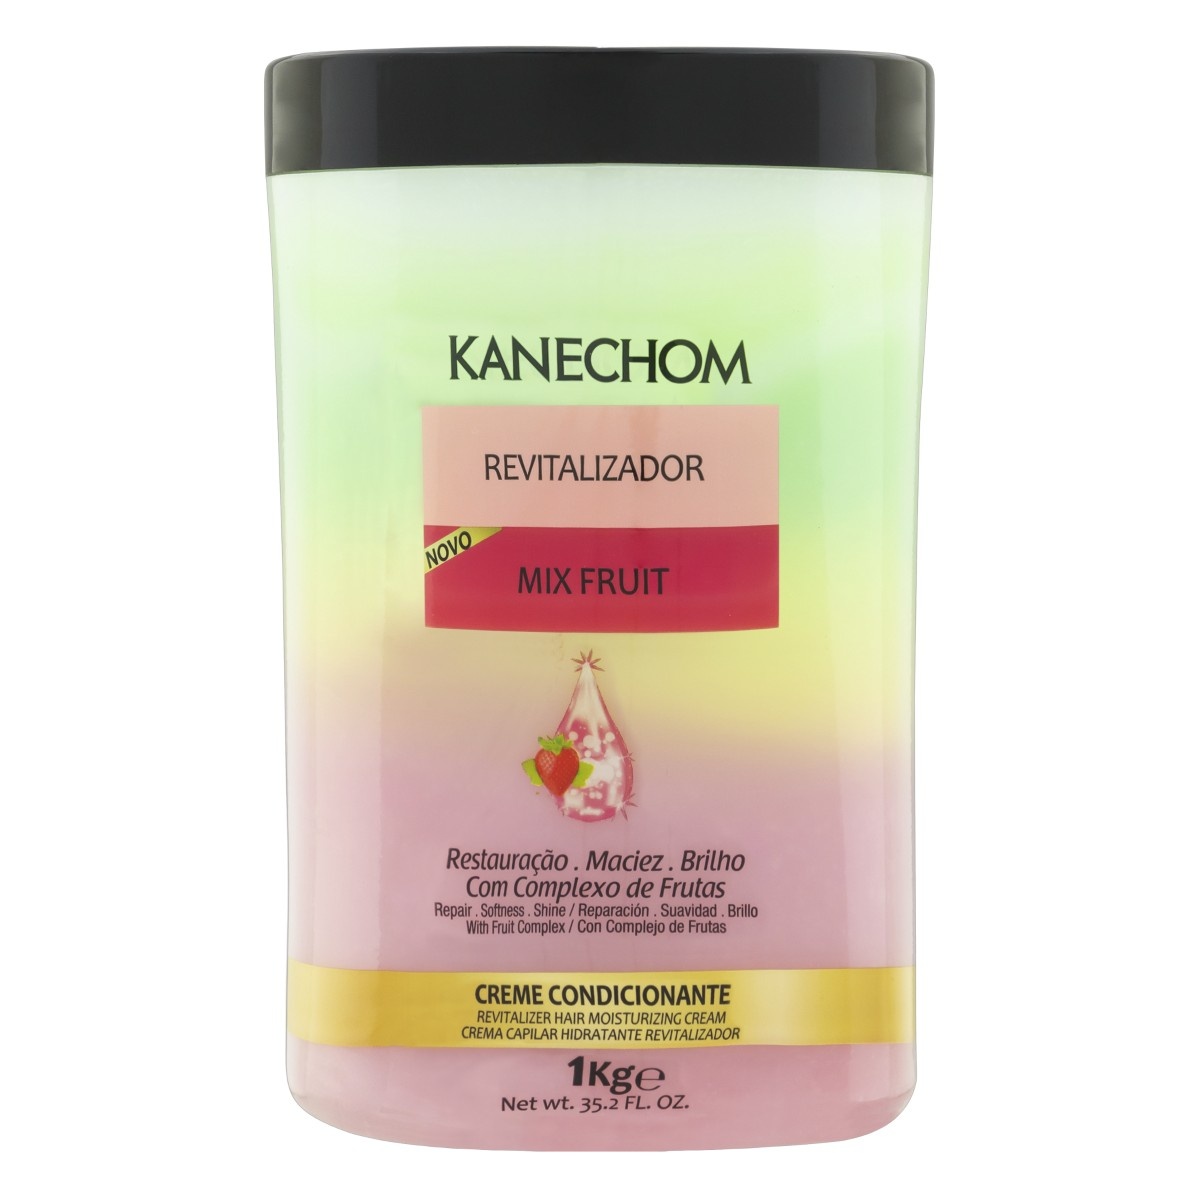 KANECHOM
REVITALIZADOR
NOVO
MIX FRUIT
Restauração . Maciez . Brilho
Com Complexo de Frutas
Repair . Softness . Shine / Reparación . Suavidad . Brillo
With Fruit Complex / Con Complejo de Frutas
CREME CONDICIONANTE
REVITALIZER HAIR MOISTURIZING CREAM
CREMA CAPILAR HIDRATANTE REVITALIZADOR
1Kg℮
Net wt. 35.2 FL. OZ.